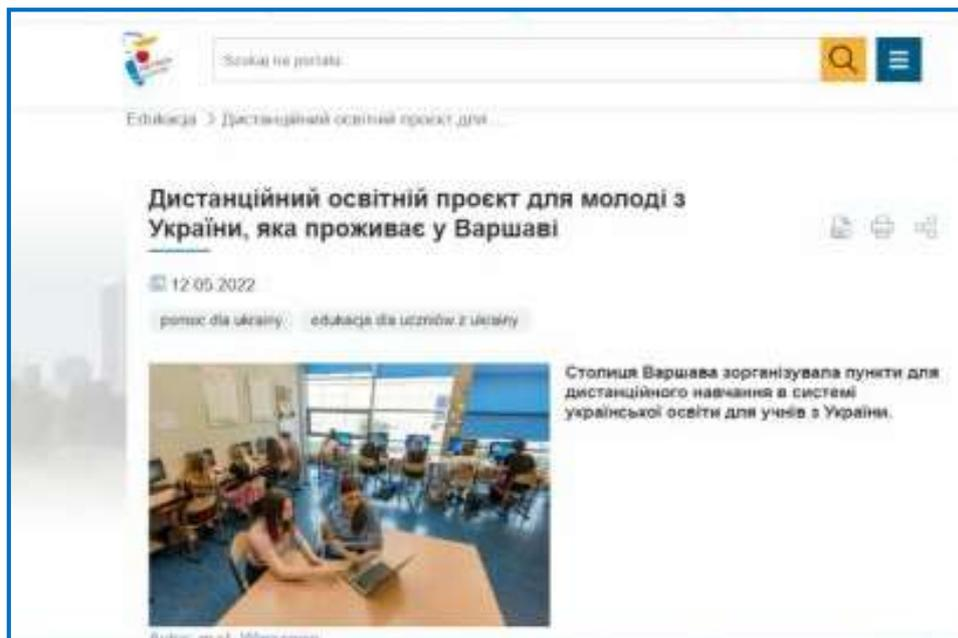 Szukaj na portalu
Edukacja > Дистанційний освітній проєкт для ...
Дистанційний освітній проєкт для молоді з
України, яка проживає у Варшаві
12.05.2022
pomoc dla ukrainy edukacja dla uczniów z ukrainy
Столиця Варшава зорганізувала пункти для
дистанційного навчання в системі
української освіти для учнів з України.